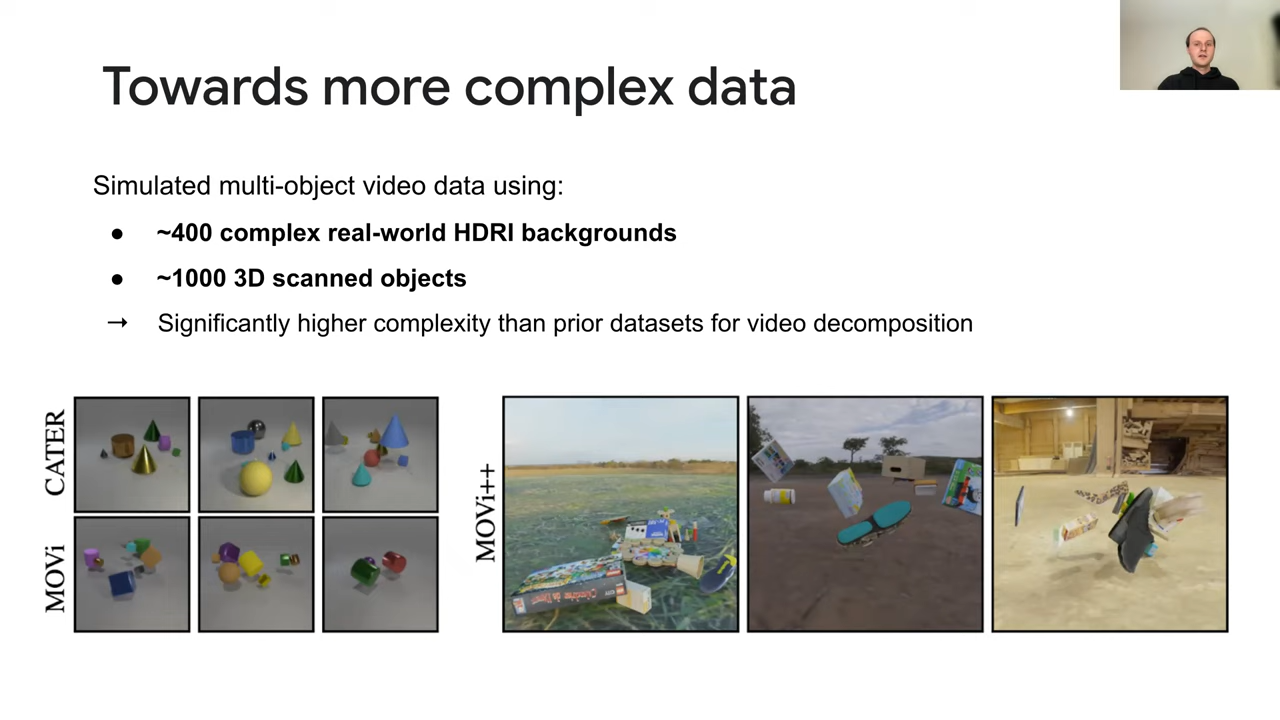 Towards more complex data
Simulated multi-object video data using:
● ~400 complex real-world HDRI backgrounds
● ~1000 3D scanned objects
→ Significantly higher complexity than prior datasets for video decomposition
CATER
MOVi
MOVi++